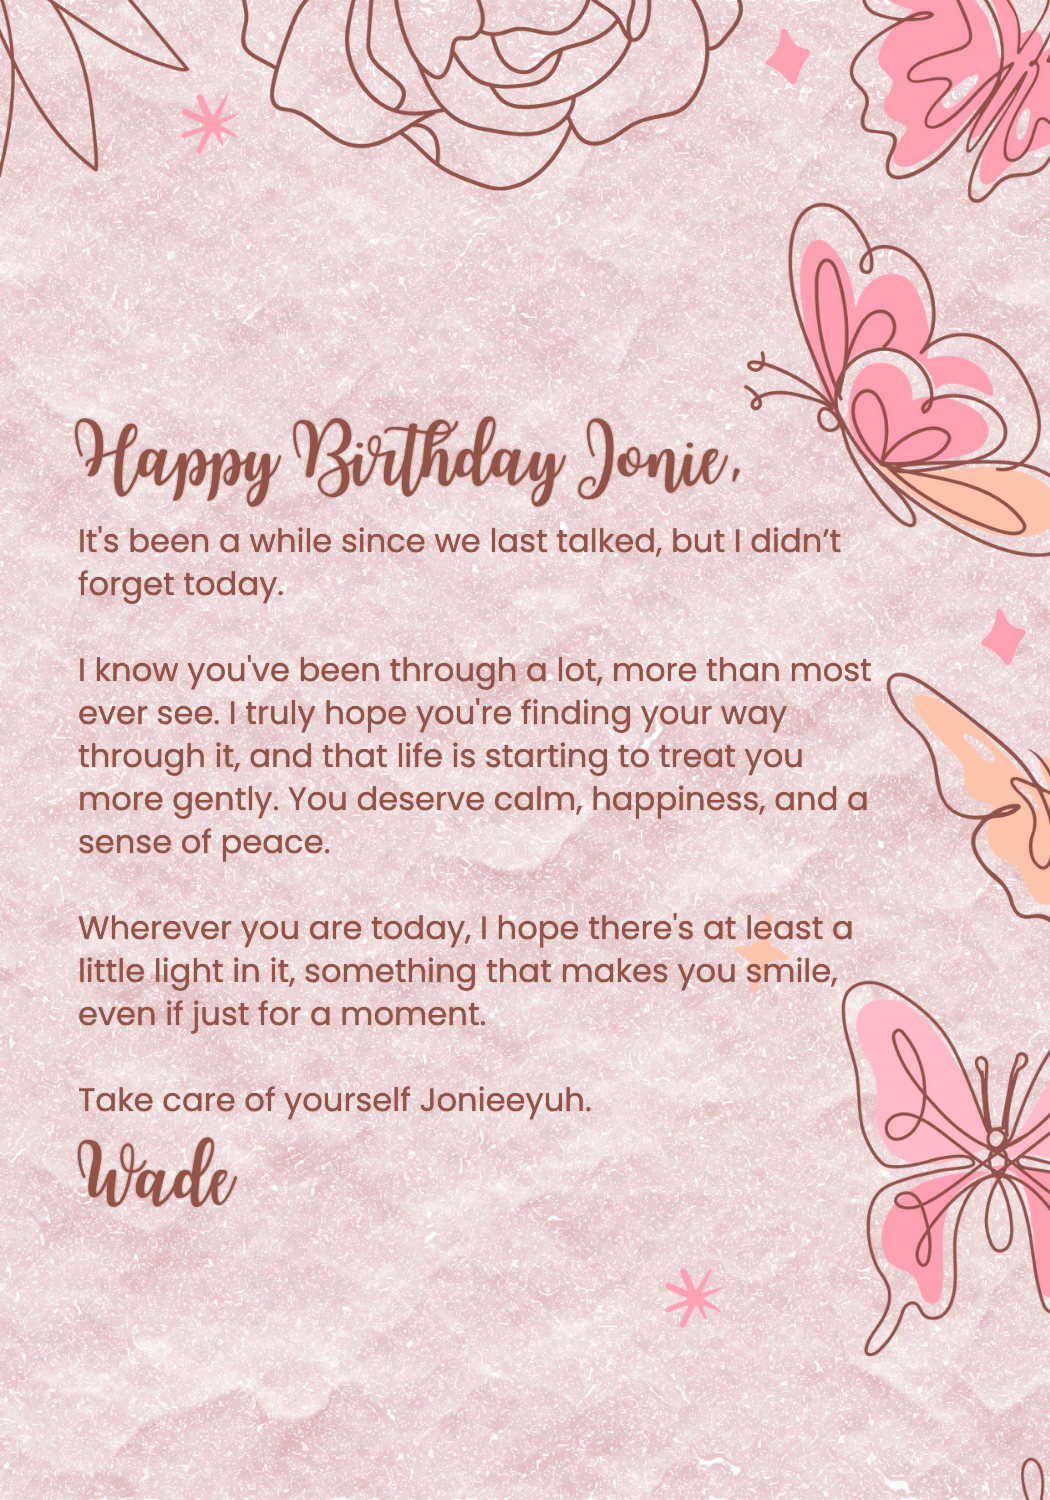 Happy Birthday Jonie,
It's been a while since we last talked, but I didn’t
forget today.
I know you've been through a lot, more than most
ever see. I truly hope you're finding your way
through it, and that life is starting to treat you
more gently. You deserve calm, happiness, and a
sense of peace.
Wherever you are today, I hope there's at least a
little light in it, something that makes you smile,
even if just for a moment.
Take care of yourself Jonieeyuh.
Wade